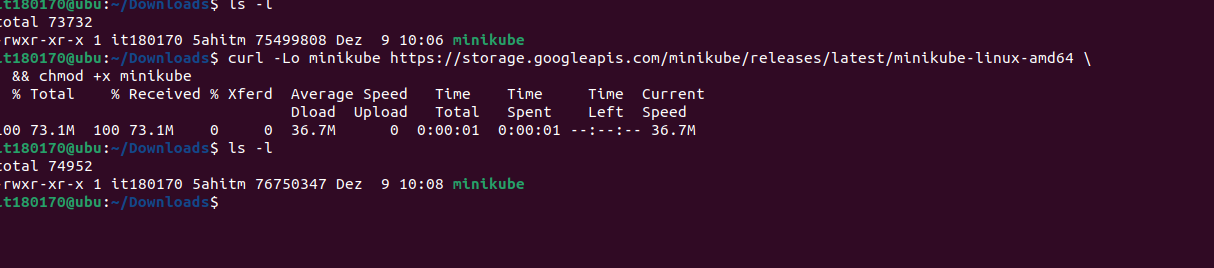 it180170@ubu:~/Downloads$ ls -l
total 73732
-rwxr-xr-x 1 it180170 5ahitm 75499808 Dez  9 10:06 minikube
it180170@ubu:~/Downloads$ curl -Lo minikube https://storage.googleapis.com/minikube/releases/latest/minikube-linux-amd64 \
  && chmod +x minikube
  % Total    % Received % Xferd  Average Speed   Time    Time     Time  Current
                                 Dload  Upload   Total   Spent    Left  Speed
100 73.1M  100 73.1M    0     0  36.7M      0  0:00:01  0:00:01 --:--:-- 36.7M
it180170@ubu:~/Downloads$ ls -l
total 74952
-rwxr-xr-x 1 it180170 5ahitm 76750347 Dez  9 10:08 minikube
it180170@ubu:~/Downloads$